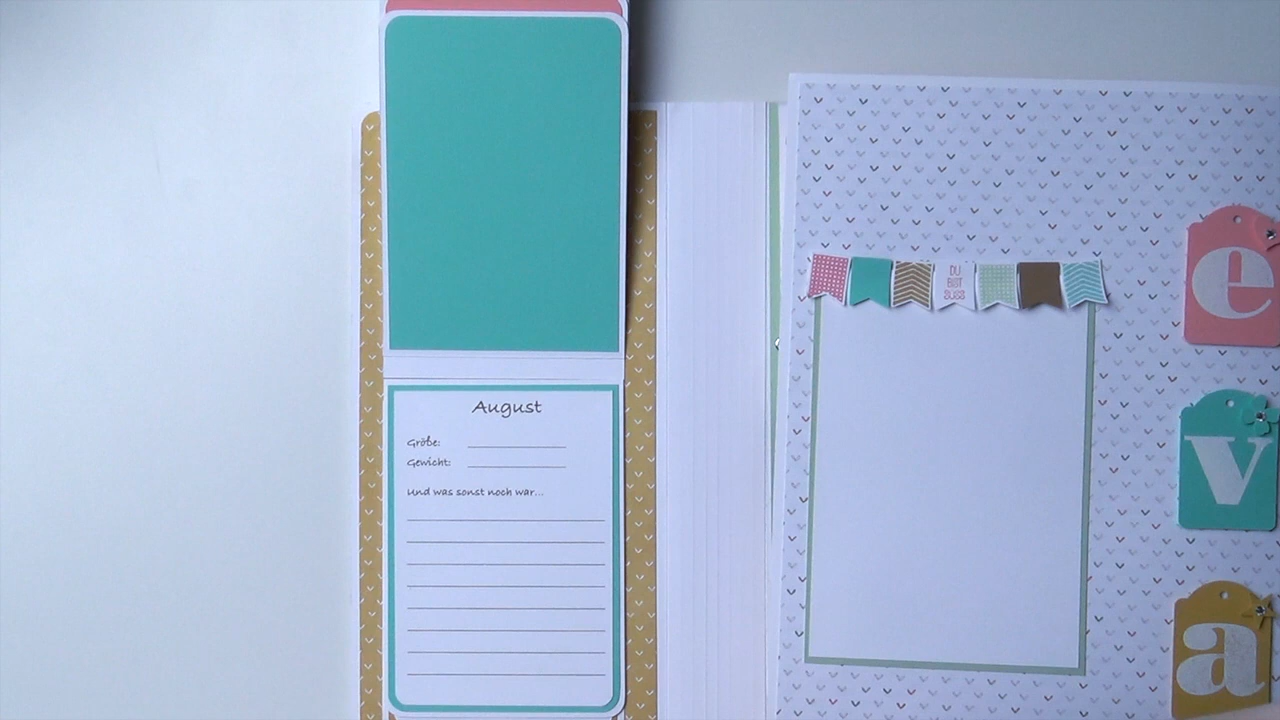 August
Größe:
Gewicht:
Und was sonst noch war...
DU
BIST
SÜSS
e
v
a